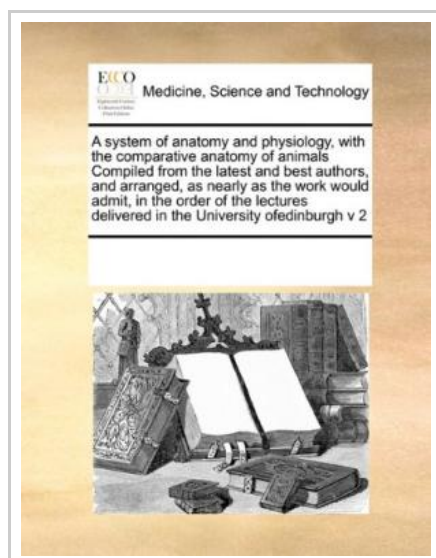 ECCO
Medicine, Science and Technology
A system of anatomy and physiology, with
the comparative anatomy of animals
Compiled from the latest and best authors,
and arranged, as nearly as the work would
admit, in the order of the lectures
delivered in the University ofedinburgh v 2